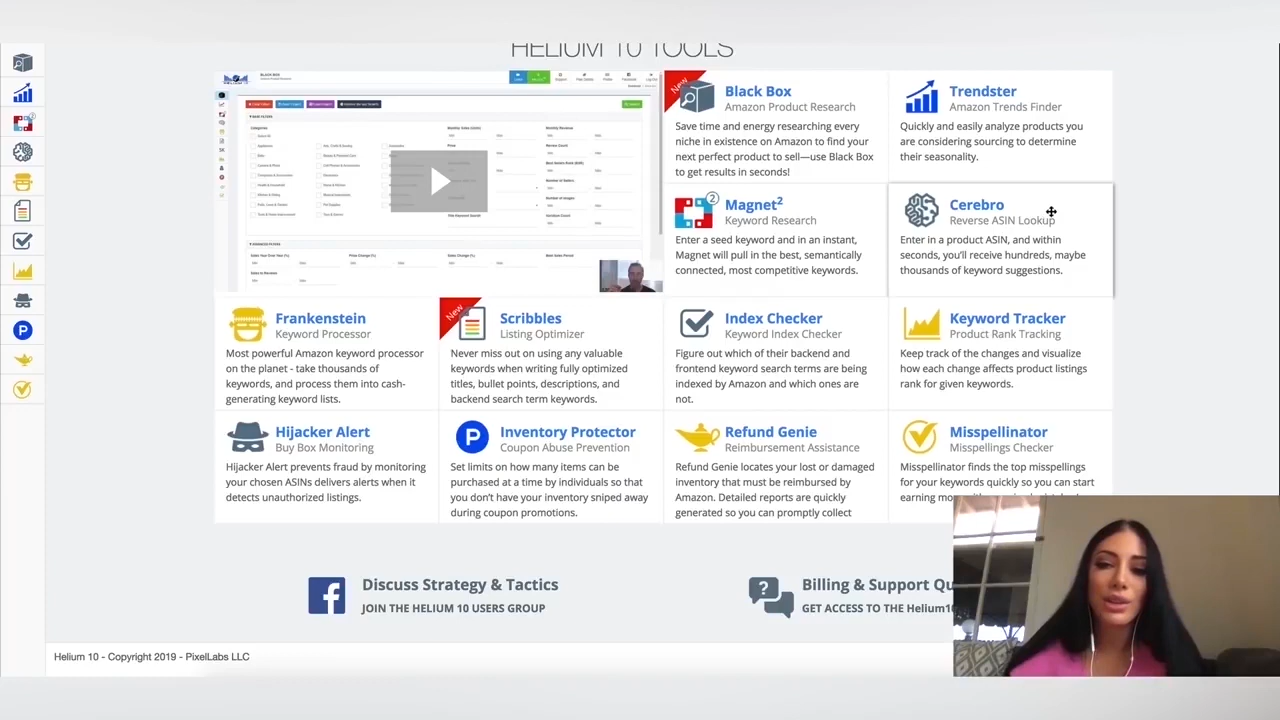 HELIUM 10 TOOLS
BLACK BOX
New
Black Box
Product Research
Save time and energy researching every
niche in existence. The team to find your
most perfect product to sell—use Black Box
to discover in seconds.
Trendster
Amazon Trends Finder
Quickly and easily analyze products you
are considering selling to determine
their seasonality.
Magnet2
Keyword Research
Enter a seed keyword and in an instant,
Magnet will pull in the best, automatically
connected, most common keywords.
Cerebro
Reverse ASIN Lookup
Enter in a product ASIN, and within
seconds, you'll receive hundreds, maybe
thousands of keyword suggestions.
Frankenstein
Keyword Processor
Most powerful Amazon keyword processor
on the planet - take thousands of
keywords, and process them into cash-
generating keyword lists.
New
Scribbles
Listing Optimizer
Never miss out on using any valuable
keywords when writing fully optimized
titles, bullet points, descriptions, and
backend search term keywords.
Index Checker
Keyword Index Checker
Figure out which of their backend and
frontend keyword search terms are being
indexed by Amazon and which ones are
not.
Keyword Tracker
Product Rank Tracking
Keep track of the changes and visualize
how each change affects product listings
rank for given keywords.
Hijacker Alert
Buy Box Monitoring
Hijacker Alert prevents fraud by monitoring
your chosen ASINs delivers alerts when it
detects unauthorized listings.
P
Inventory Protector
Coupon Abuse Prevention
Set limits on how many items can be
purchased at a time by individuals so that
you don't have your inventory sniped away
during coupon promotions.
Refund Genie
Reimbursement Assistance
Refund Genie locates your lost or damaged
inventory that must be reimbursed by
Amazon. Detailed reports are quickly
generated so you can promptly collect
Misspellinator
Misspellings Checker
Misspellinator finds the top misspellings
for your keywords quickly so you can start
earning
Discuss Strategy & Tactics
JOIN THE HELIUM 10 USERS GROUP
Billing & Support Qu
GET ACCESS TO THE Helium10
Helium 10 - Copyright 2019 - PixelLabs LLC